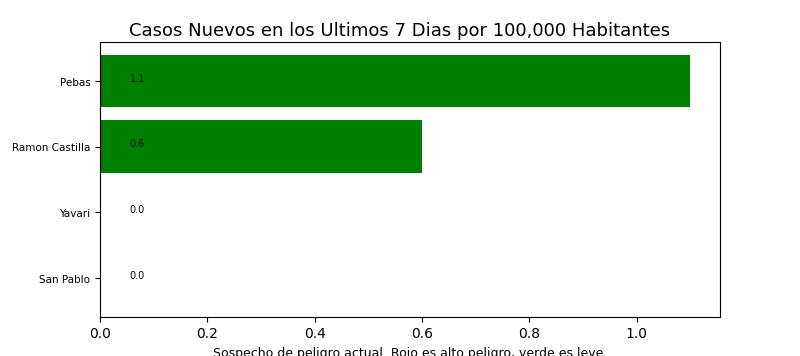 Casos Nuevos en los Ultimos 7 Dias por 100,000 Habitantes
Pebas
1.1
Ramon Castilla
0.6
Yavari
0.0
San Pablo
0.0
0.0 0.2 0.4 0.6 0.8 1.0
Sospecho de peligro actual. Rojo es alto peligro, verde es leve